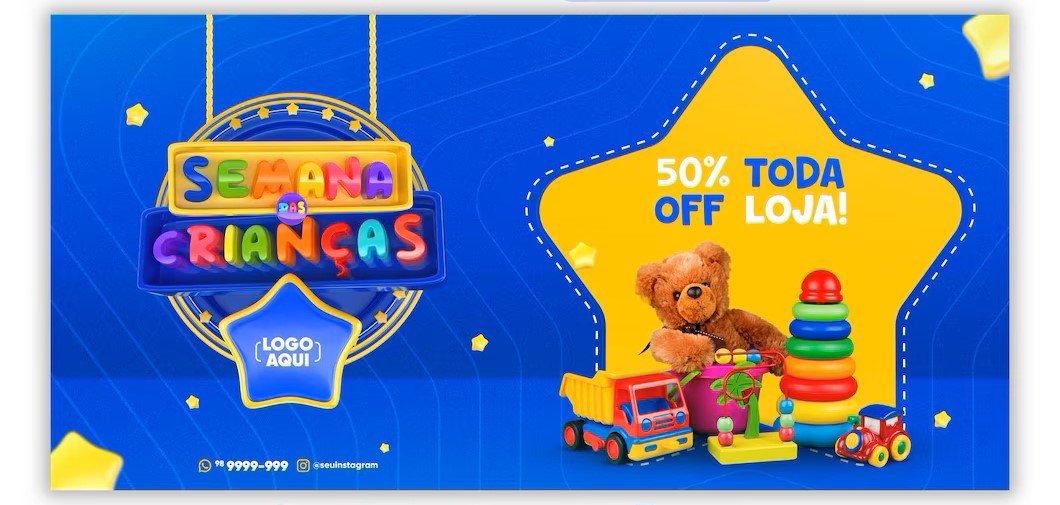 SEMANA
DAS
CRIANÇAS
LOGO
AQUI
98 9999-999 @seuinstagram
50% TODA
OFF LOJA!